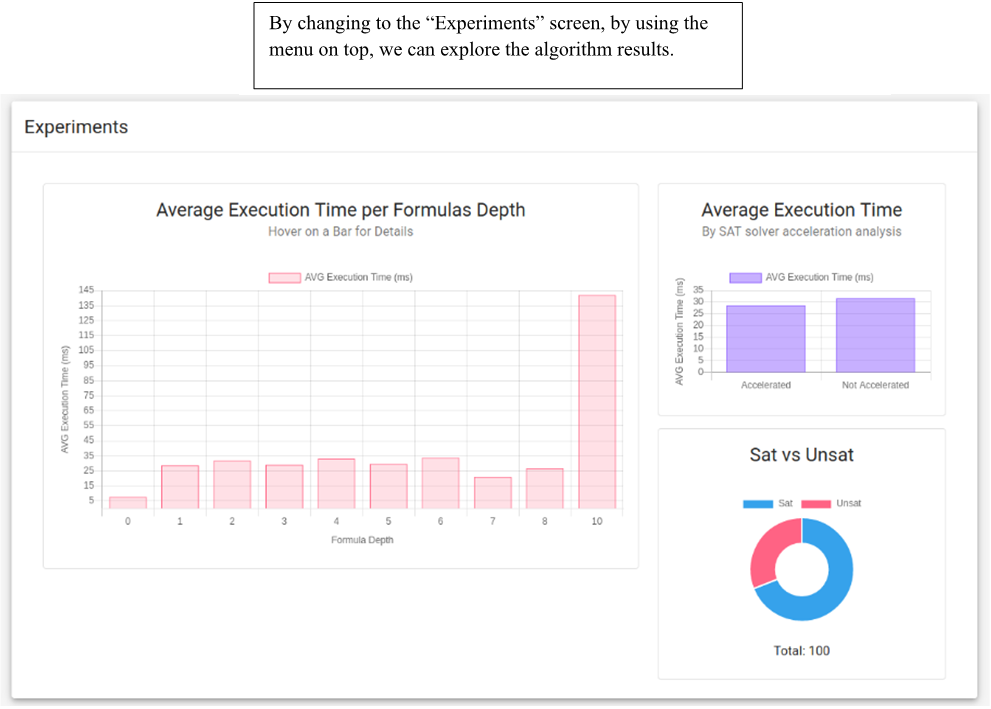 By changing to the “Experiments” screen, by using the
menu on top, we can explore the algorithm results.
Experiments
Average Execution Time per Formulas Depth
Hover on a Bar for Details
AVG Execution Time (ms)
AVG Execution Time (ms)
145
135
125
115
105
95
85
75
65
55
45
35
25
15
5
0 1 2 3 4 5 6 7 8 10
Formula Depth
Average Execution Time
By SAT solver acceleration analysis
AVG Execution Time (ms)
AVG Execution Time (ms)
35
30
25
20
15
10
5
0
Accelerated Not Accelerated
Sat vs Unsat
Sat Unsat
Total: 100